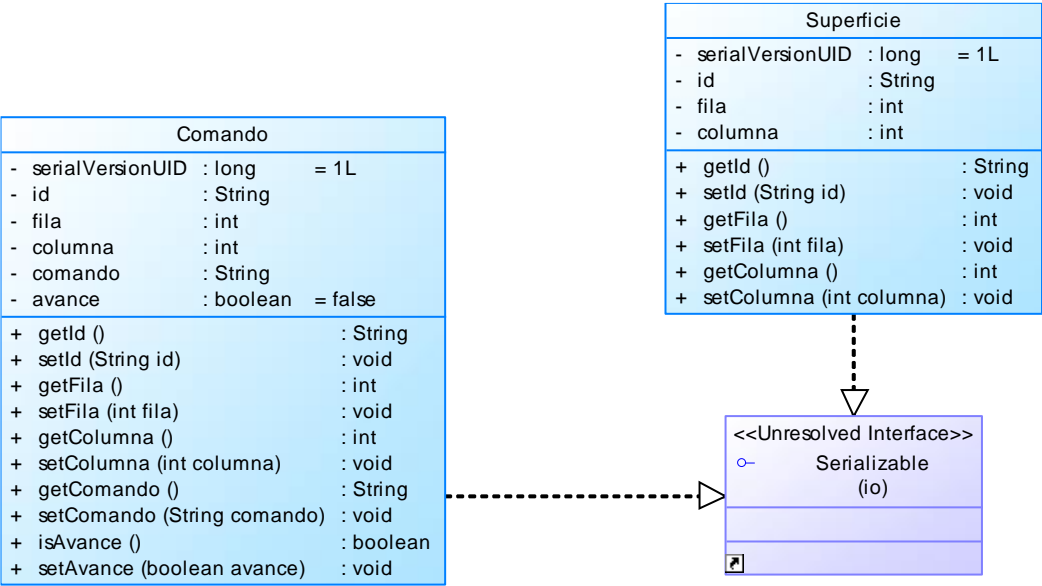 Superficie
- serialVersionUID : long = 1L
- id : String
- fila : int
- columna : int
+ getId () : String
+ setId (String id) : void
+ getFila () : int
+ setFila (int fila) : void
+ getColumna () : int
+ setColumna (int columna) : void
Comando
- serialVersionUID : long = 1L
- id : String
- fila : int
- columna : int
- comando : String
- avance : boolean = false
+ getId () : String
+ setId (String id) : void
+ getFila () : int
+ setFila (int fila) : void
+ getColumna () : int
+ setColumna (int columna) : void
+ getComando () : String
+ setComando (String comando) : void
+ isAvance () : boolean
+ setAvance (boolean avance) : void
<<Unresolved Interface>>
Serializable
(io)